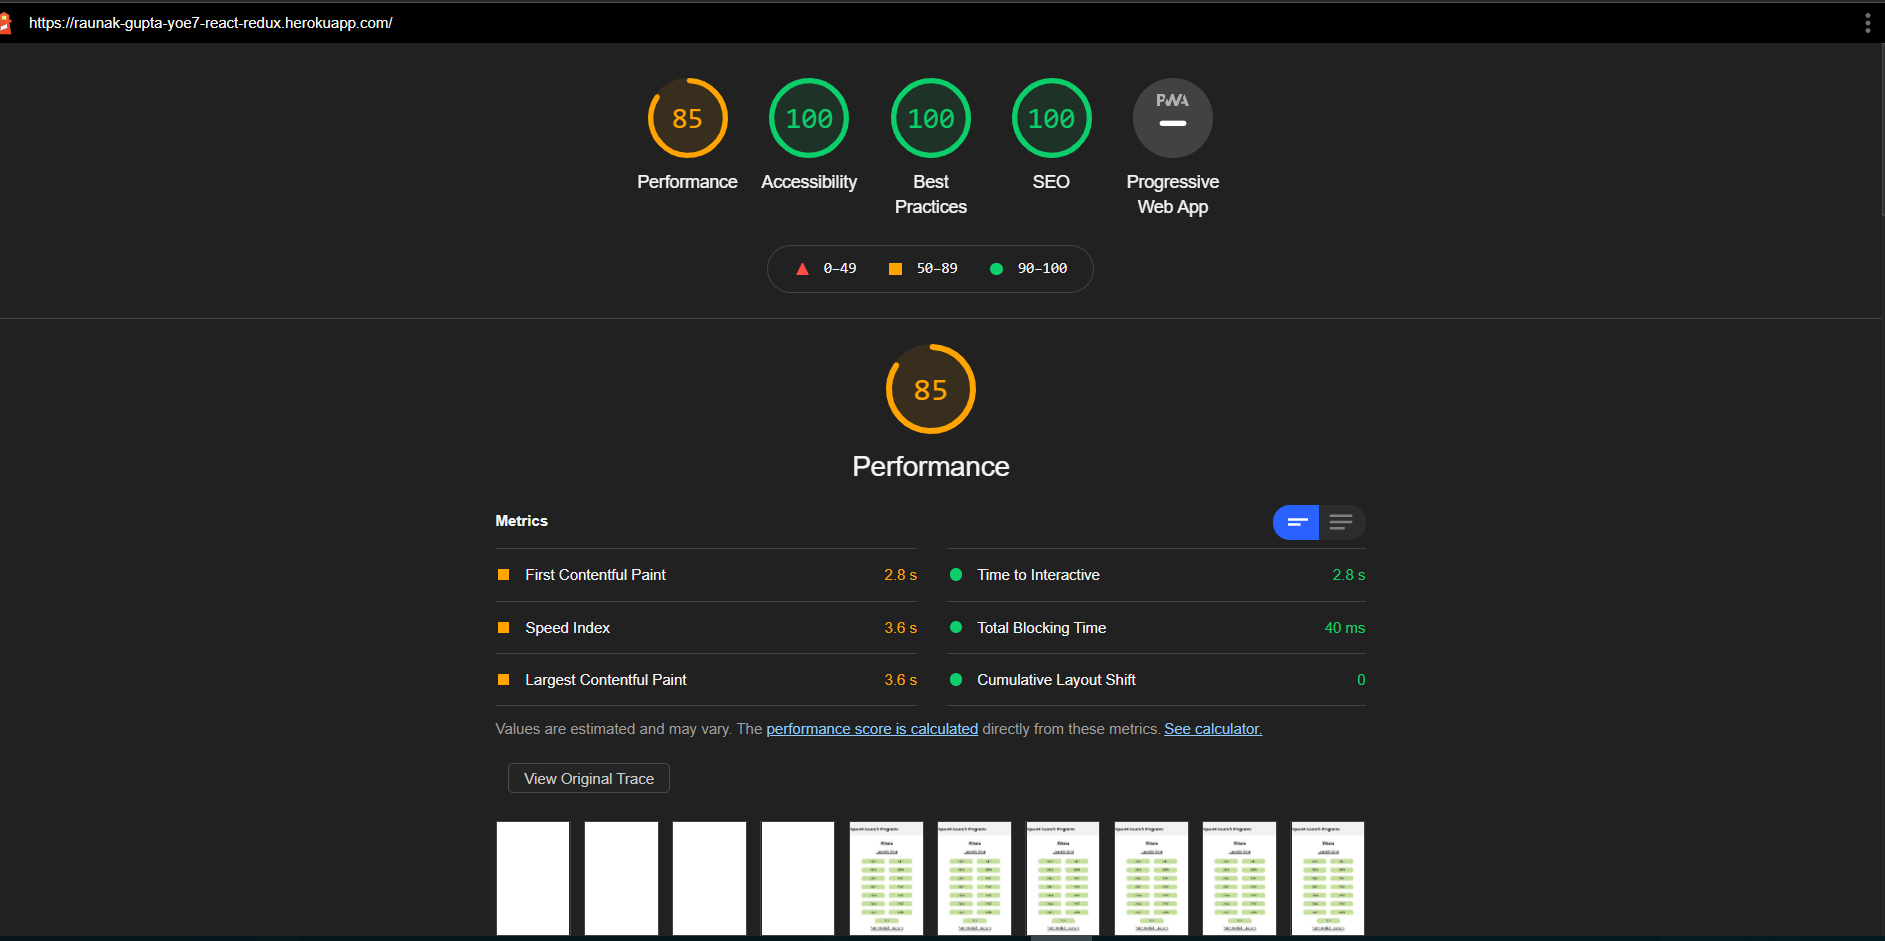 https://raunak-gupta-yoe7-react-redux.herokuapp.com/
85
100
100
100
PWA
Performance
Accessibility
Best
Practices
SEO
Progressive
Web App
0–49
50–89
90–100
85
Performance
Metrics
First Contentful Paint 2.8 s
Time to Interactive 2.8 s
Speed Index 3.6 s
Total Blocking Time 40 ms
Largest Contentful Paint 3.6 s
Cumulative Layout Shift 0
Values are estimated and may vary. The performance score is calculated directly from these metrics. See calculator.
View Original Trace